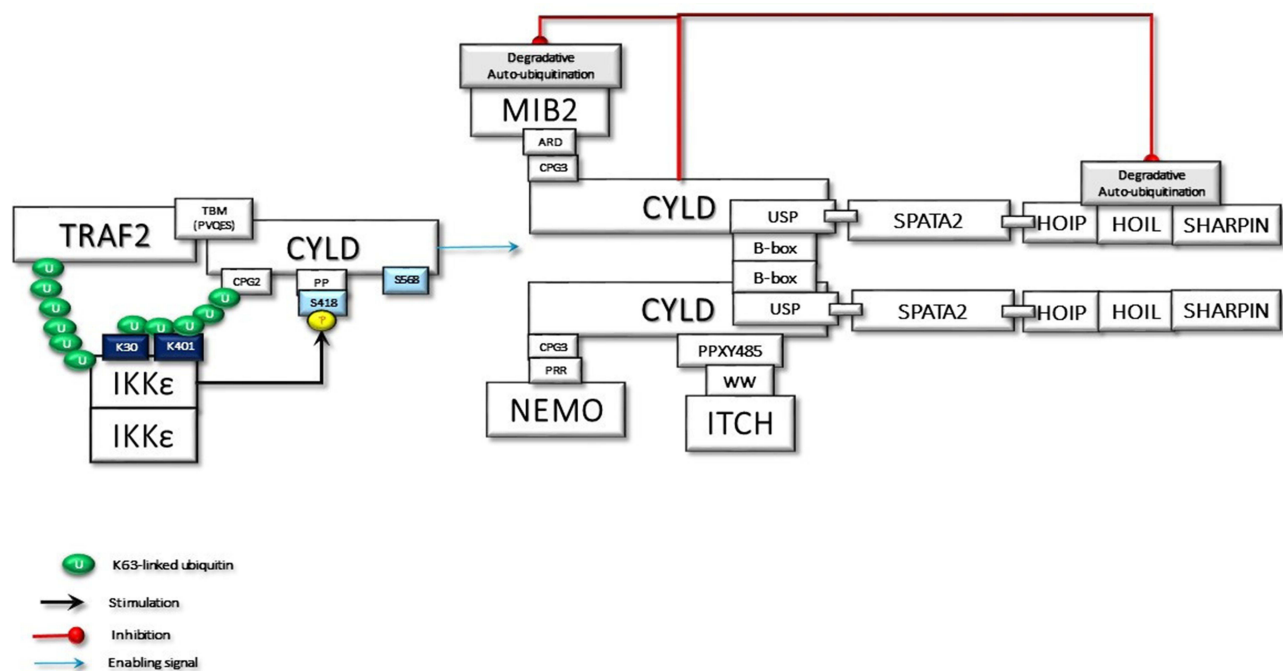 Degradative
Auto-ubiquitination
MIB2
ARD
CPG3
CYLD
USP
SPATA2
Degradative
Auto-ubiquitination
HOIP
HOIL
SHARPIN
B-box
B-box
CYLD
USP
SPATA2
HOIP
HOIL
SHARPIN
CPG3
PRR
NEMO
PPXY485
WW
ITCH
TRAF2
TBM
(PVQES)
CYLD
CPG2
PP
S418
S568
P
U
U
U
U
U
U
U
U
U
U
U
K30
K401
IKKε
IKKε
U
K63-linked ubiquitin
Stimulation
Inhibition
Enabling signal